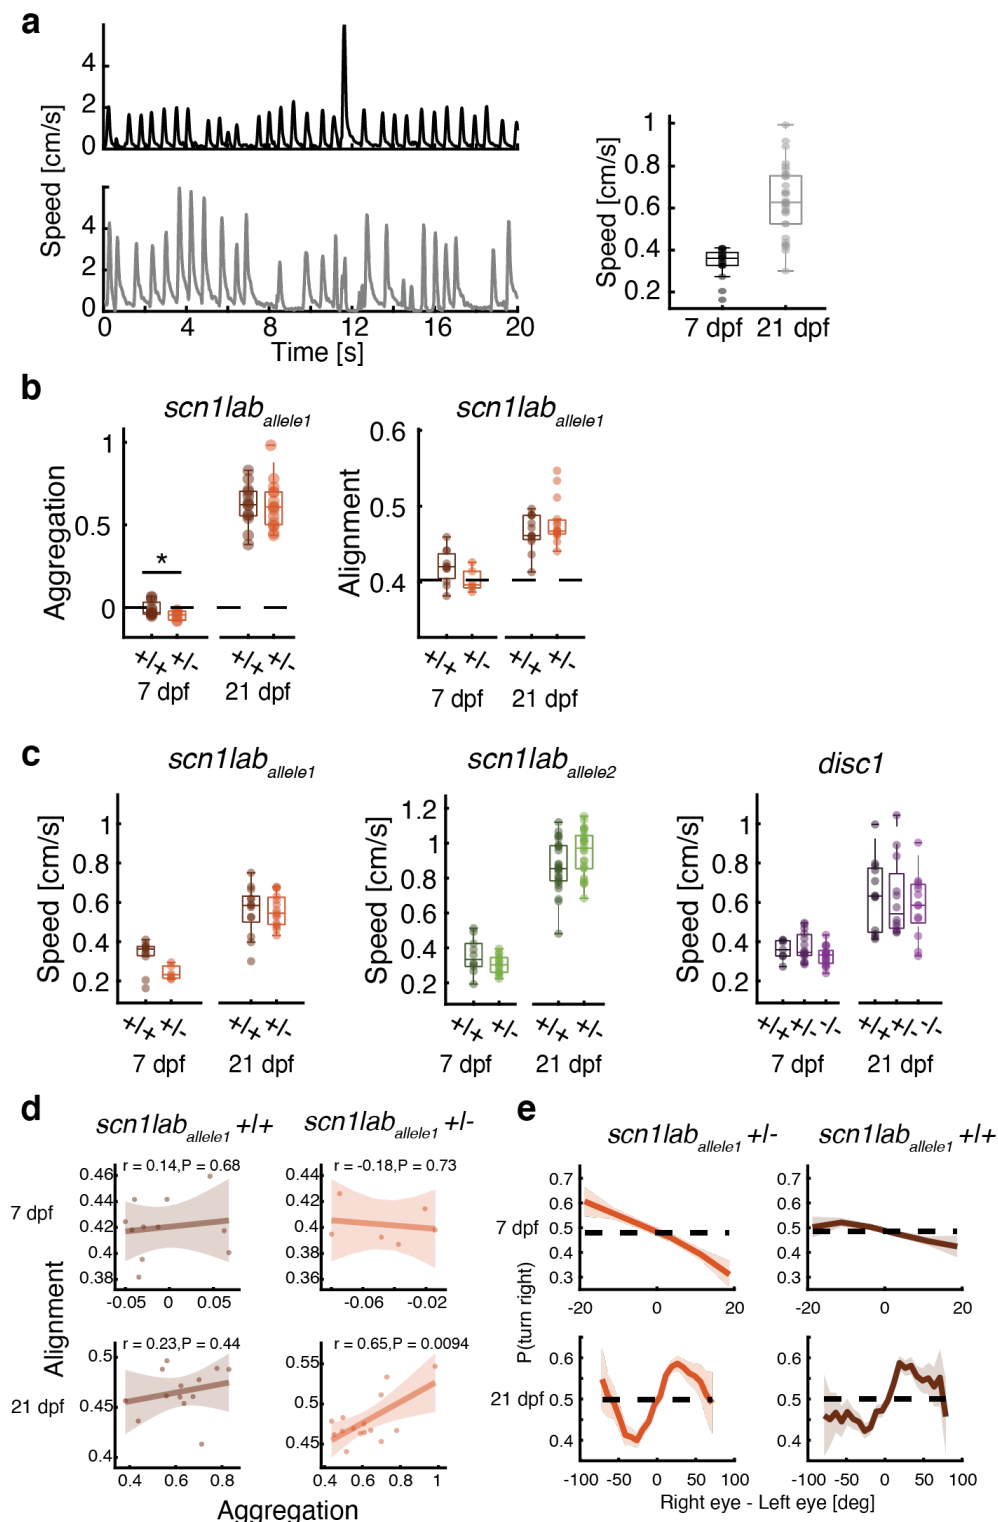 a
Speed [cm/s]
4
2
0
4
2
0
0 4 8 12 16 20
Time [s]
Speed [cm/s]
1
0.8
0.6
0.4
0.2
7 dpf 21 dpf
b
scn1lab allele1
Aggregation
1
0.5
0
*
+/+ +/- +/+ +/-
7 dpf 21 dpf
scn1lab allele1
Alignment
0.6
0.5
0.4
+/+ +/- +/+ +/-
7 dpf 21 dpf
c
scn1lab allele1
Speed [cm/s]
1
0.8
0.6
0.4
0.2
+/+ +/- +/+ +/-
7 dpf 21 dpf
scn1lab allele2
Speed [cm/s]
1.2
1
0.8
0.6
0.4
0.2
+/+ +/- +/+ +/-
7 dpf 21 dpf
disc1
Speed [cm/s]
1
0.8
0.6
0.4
0.2
+/+ +/- -/- +/+ +/- -/-
7 dpf 21 dpf
d
scn1lab allele1 +/+ scn1lab allele1 +/-
Alignment
7 dpf
r = 0.14,P = 0.68
0.46
0.44
0.42
0.4
0.38
-0.05 0 0.05
r = -0.18,P = 0.73
0.44
0.42
0.4
0.38
0.36
-0.06 -0.02
21 dpf
r = 0.23,P = 0.44
0.5
0.45
0.4
0.4 0.6 0.8
r = 0.65,P = 0.0094
0.55
0.5
0.45
0.4 0.6 0.8 1
Aggregation
e
scn1lab allele1 +/- scn1lab allele1 +/+
P(turn right)
7 dpf
0.7
0.5
0.3
-20 0 20
0.7
0.5
0.3
-20 0 20
21 dpf
0.6
0.5
0.4
-100 -50 0 50 100
0.6
0.5
0.4
-100 -50 0 50 100
Right eye - Left eye [deg]